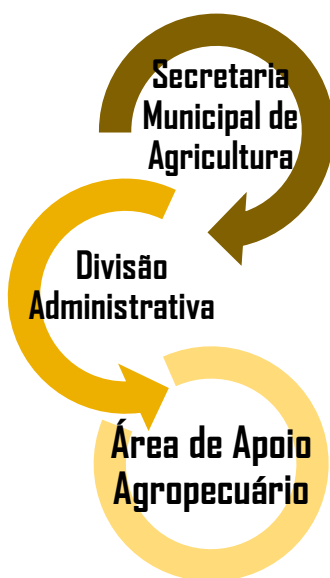 Secretaria
Municipal de
Agricultura
Divisão
Administrativa
Área de Apoio
Agropecuário